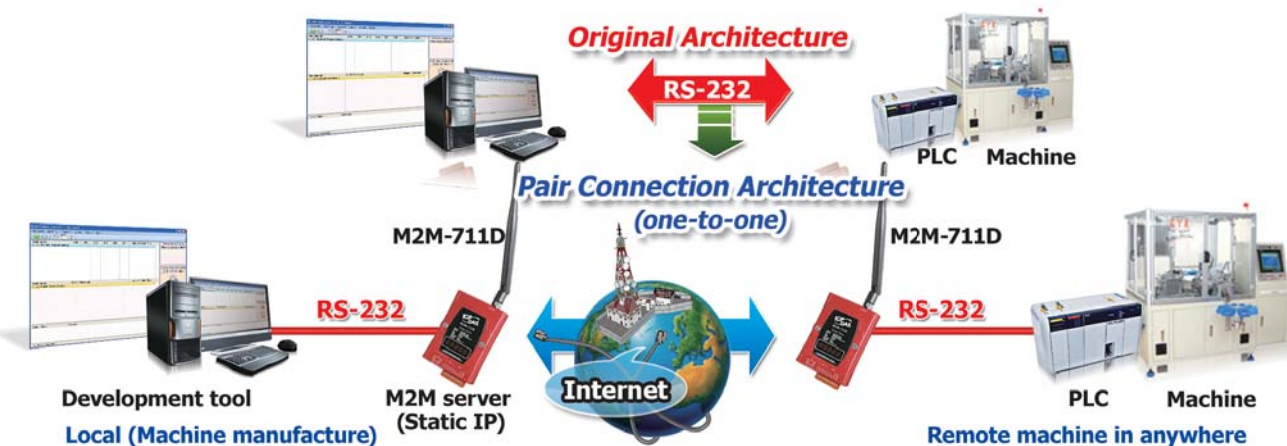 Original Architecture
RS-232
PLC Machine
Pair Connection Architecture
(one-to-one)
M2M-711D
M2M-711D
RS-232
RS-232
Internet
Development tool
M2M server
(Static IP)
PLC Machine
Local (Machine manufacture)
Remote machine in anywhere